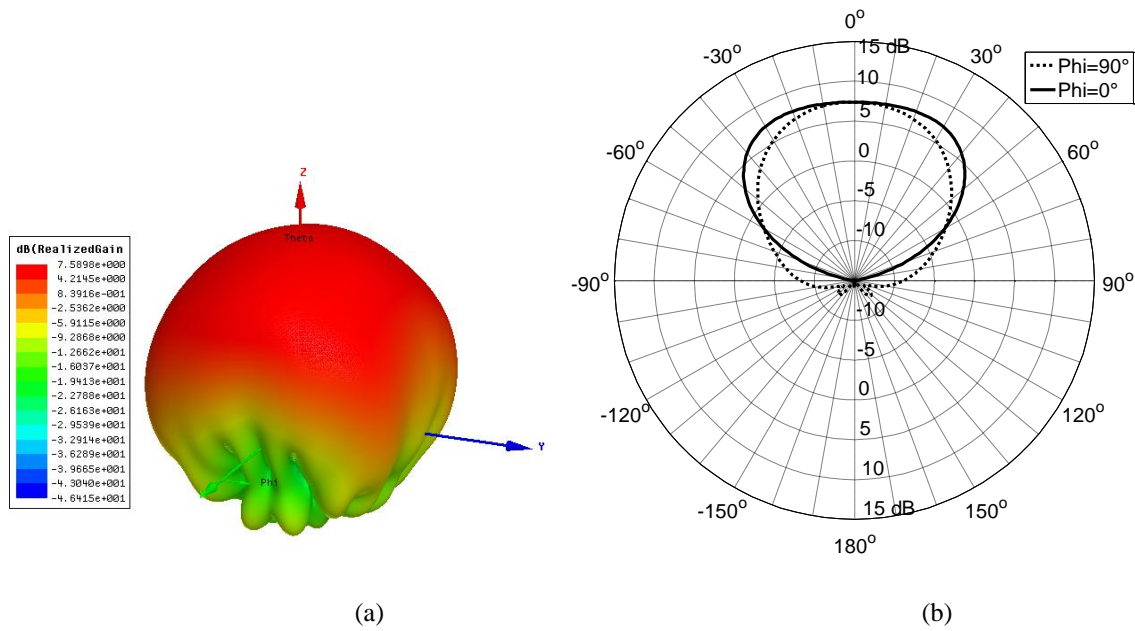 Z
Theta
Phi
Y
dB(RealizedGain
7.5898e+000
4.2145e+000
8.3916e-001
-2.5362e+000
-5.9115e+000
-9.2868e+000
-1.2662e+001
-1.6037e+001
-1.9413e+001
-2.2788e+001
-2.6163e+001
-2.9539e+001
-3.2914e+001
-3.6289e+001
-3.9665e+001
-4.3040e+001
-4.6415e+001
(a)
0°
-30°
30°
-60°
60°
-90°
90°
-120°
120°
-150°
150°
180°
15 dB
10
5
0
-5
-10
-10
-5
0
5
10
15 dB
Phi=90°
Phi=0°
(b)